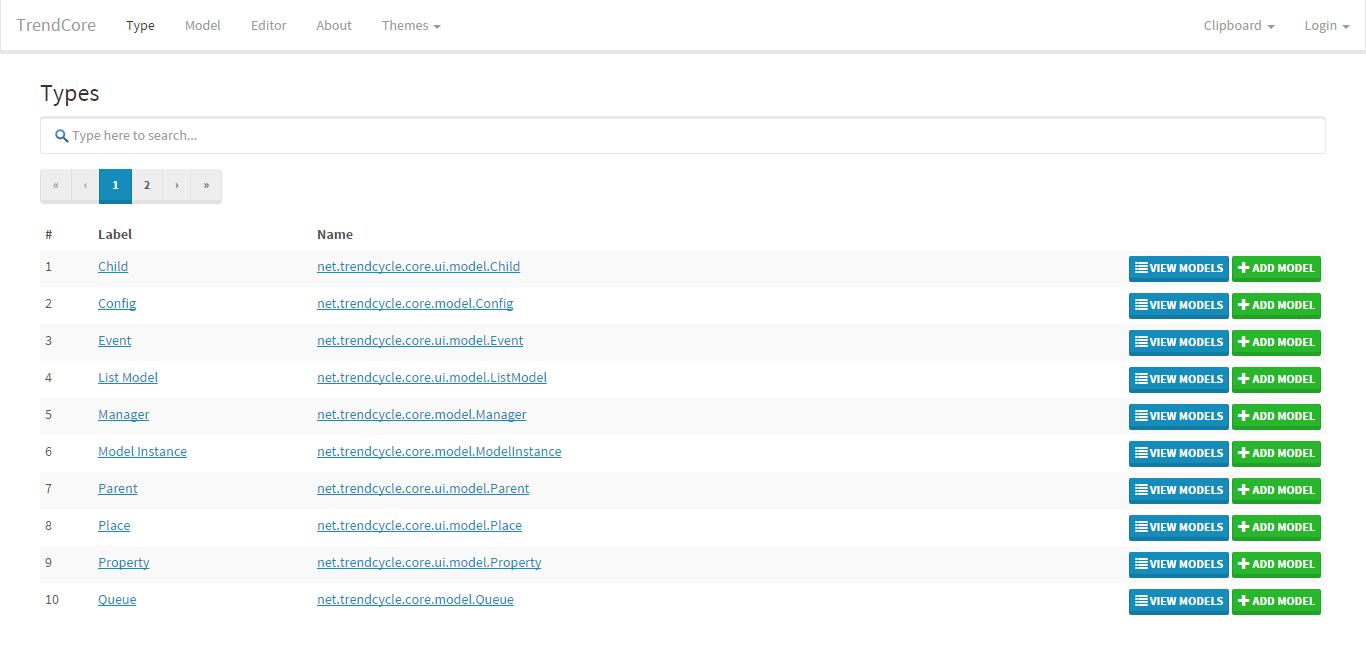 TrendCore Type Model Editor About Themes Clipboard Login
Types
Type here to search...
« ‹ 1 2 › »
# Label Name
1 Child net.trendcycle.core.ui.model.Child VIEW MODELS ADD MODEL
2 Config net.trendcycle.core.model.Config VIEW MODELS ADD MODEL
3 Event net.trendcycle.core.ui.model.Event VIEW MODELS ADD MODEL
4 List Model net.trendcycle.core.ui.model.ListModel VIEW MODELS ADD MODEL
5 Manager net.trendcycle.core.model.Manager VIEW MODELS ADD MODEL
6 Model Instance net.trendcycle.core.model.ModelInstance VIEW MODELS ADD MODEL
7 Parent net.trendcycle.core.ui.model.Parent VIEW MODELS ADD MODEL
8 Place net.trendcycle.core.ui.model.Place VIEW MODELS ADD MODEL
9 Property net.trendcycle.core.ui.model.Property VIEW MODELS ADD MODEL
10 Queue net.trendcycle.core.model.Queue VIEW MODELS ADD MODEL